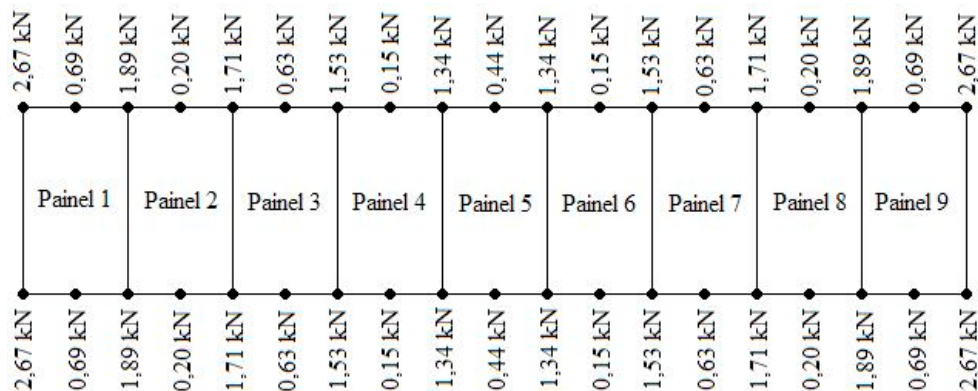 2,67 kN
0,69 kN
1,89 kN
0,20 kN
1,71 kN
0,63 kN
1,53 kN
0,15 kN
1,34 kN
0,44 kN
1,34 kN
0,15 kN
1,53 kN
0,63 kN
1,71 kN
0,20 kN
1,89 kN
0,69 kN
2,67 kN
Painel 1
Painel 2
Painel 3
Painel 4
Painel 5
Painel 6
Painel 7
Painel 8
Painel 9
2,67 kN
0,69 kN
1,89 kN
0,20 kN
1,71 kN
0,63 kN
1,53 kN
0,15 kN
1,34 kN
0,44 kN
1,34 kN
0,15 kN
1,53 kN
0,63 kN
1,71 kN
0,20 kN
1,89 kN
0,69 kN
2,67 kN